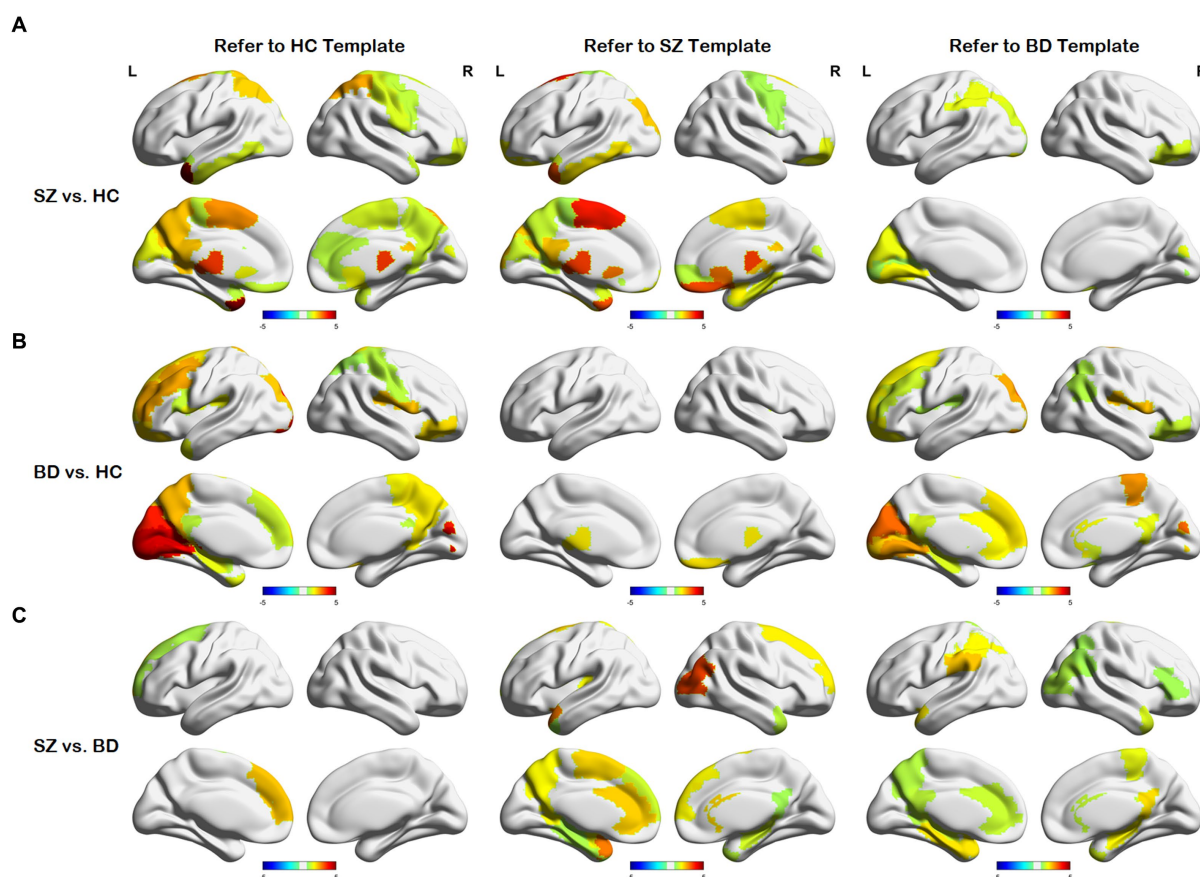 A
Refer to HC Template
Refer to SZ Template
Refer to BD Template
L
R
L
R
L
SZ vs. HC
-5 5
-5 5
-5 5
B
BD vs. HC
-5 5
-5 5
-5 5
C
SZ vs. BD